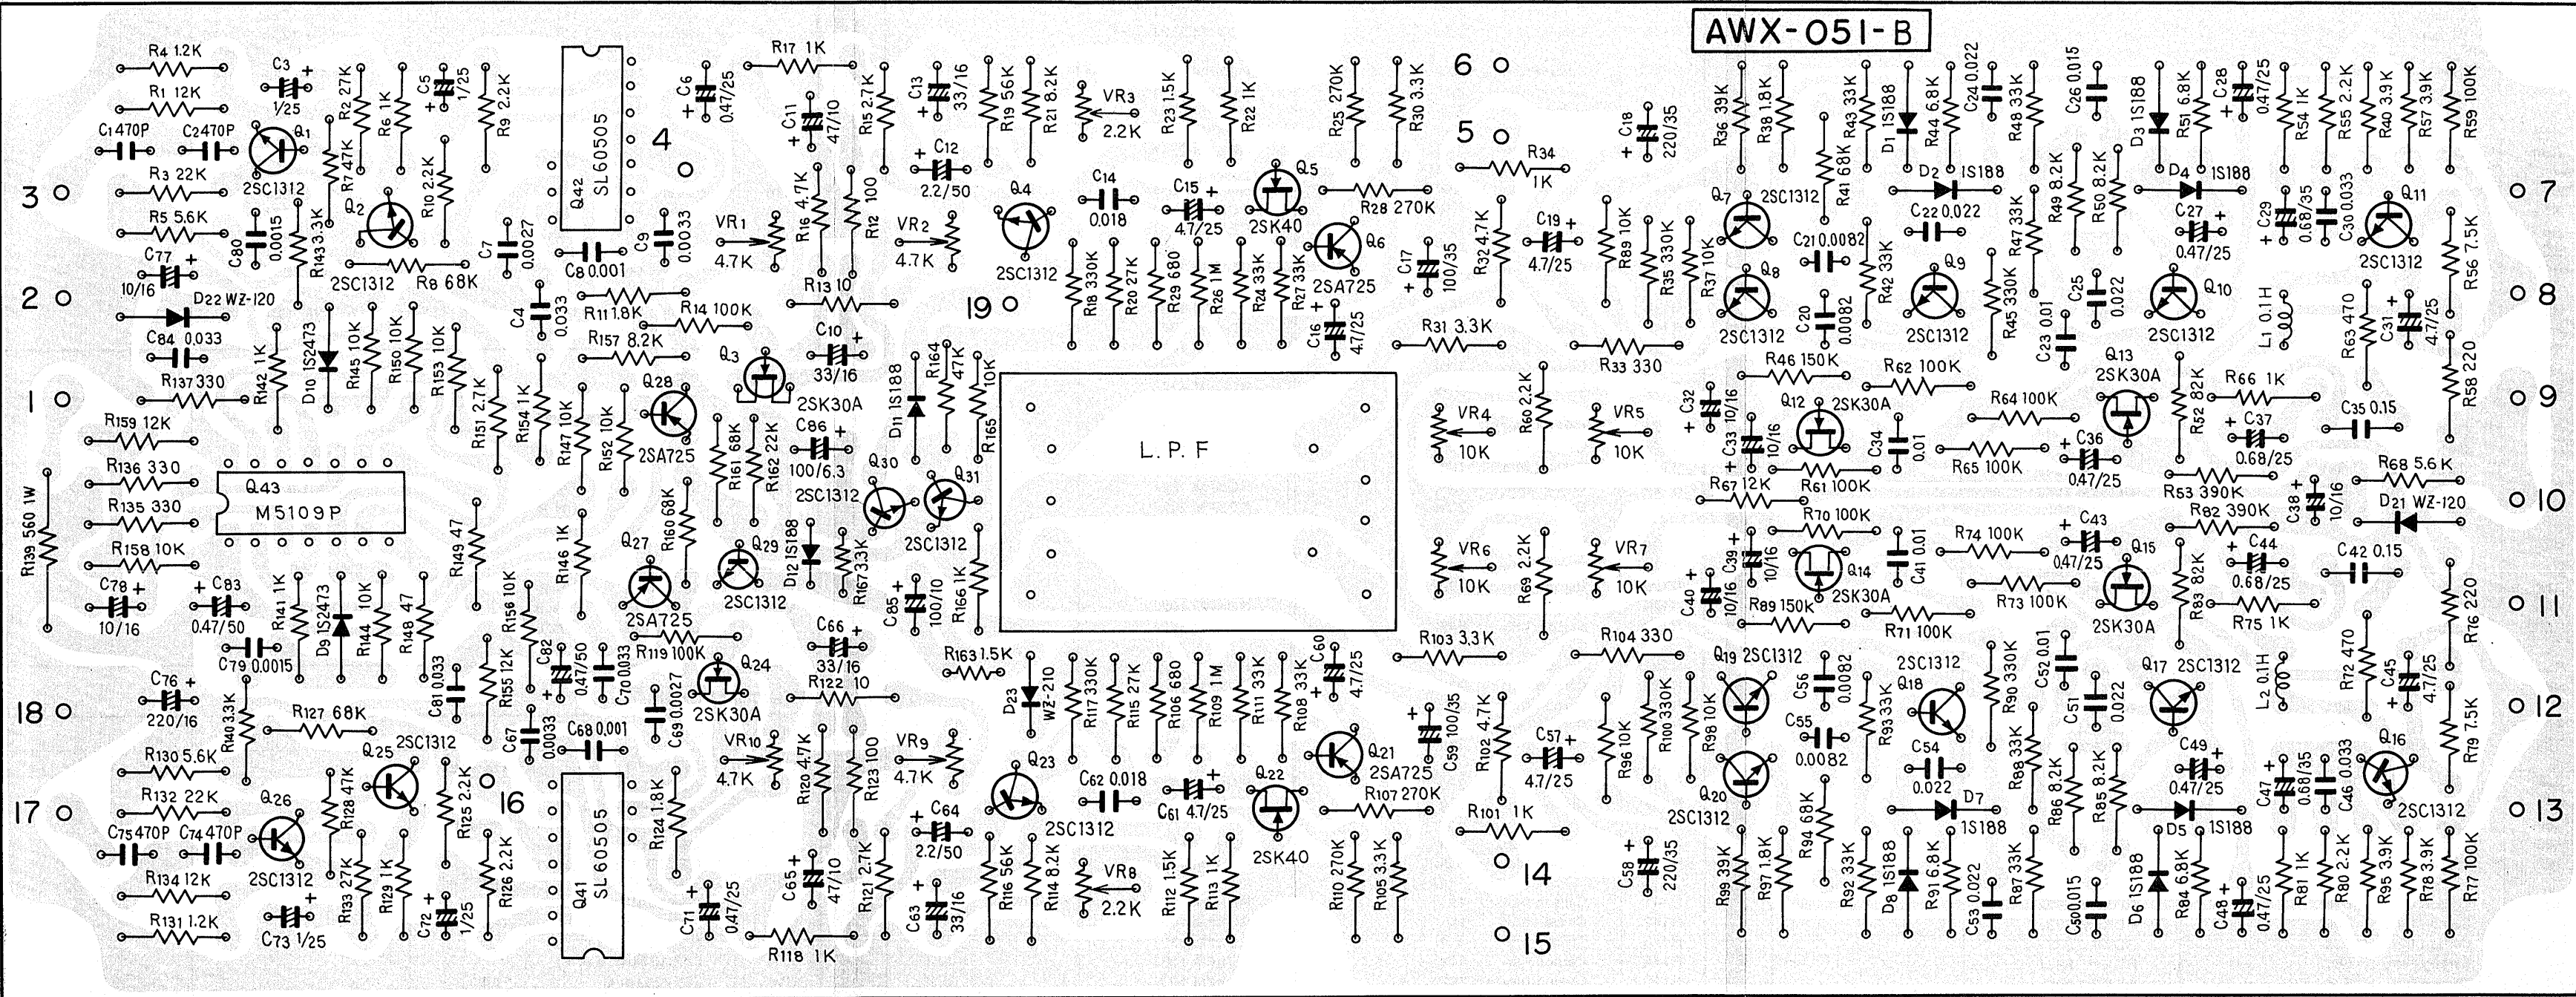 AWX-051-B
R4 1.2K
C3
1/25
R1 12K
C1 470P
C2 470P
Q1
2SC1312
R3 22K
R5 5.6K
R2 27K
R6 1K
C5
1/25
R9 2.2K
R7 47K
R10 2.2K
Q2
2SC1312
R8 68K
C80
0.0015
R143 3.3K
C77
10/16
3
2
1
Q42
SL60505
4
C6
0.47/25
R17 1K
C11
47/10
R15 2.7K
C13
33/16
R19 56K
R21 8.2K
VR3
2.2K
R23 1.5K
R22 1K
R25 270K
R30 3.3K
6
5
R34
1K
C12
2.2/50
C7
0.0027
C8 0.001
C9
0.0033
VR1
4.7K
R16 4.7K
R12 100
VR2
4.7K
Q4
2SC1312
C14
0.018
C15
4.7/25
Q5
2SK40
R28 270K
Q6
2SA725
C17
100/35
R32 4.7K
C19
4.7/25
C18
220/35
R18 330K
R20 27K
R29 680
R26 1M
R24 33K
R27 33K
C16
4.7/25
R31 3.3K
R33 330
19
R13 10
R11 1.8K
R14 100K
C4
0.033
R157 8.2K
Q3
2SK30A
C10
33/16
D22 WZ-120
C84 0.033
R137 330
R142 1K
D10 1S2473
R145 10K
R150 10K
R153 10K
R151 2.7K
R154 1K
R147 10K
R152 10K
Q28
2SA725
R161 68K
R162 22K
C86
100/6.3
D11 1S188
R164
47K
R165
10K
Q30
2SC1312
Q31
2SC1312
L.P.F
R159 12K
R136 330
R135 330
R158 10K
R139 560 1W
Q43
M5109P
R149 47
R146 1K
R160 68K
Q27
2SA725
Q29
2SC1312
D12 1S188
R167 3.3K
C85
100/10
R166 1K
C78
10/16
C83
0.47/50
R141 1K
D9 1S2473
R144 10K
R148 47
R156 10K
C79 0.0015
R119 100K
Q24
2SK30A
C66
33/16
R122 10
R163 1.5K
D23
WZ-210
C76
220/16
R140 3.3K
R127 68K
C81 0.033
R155 12K
C82
0.47/50
C70 0.033
C67
0.0033
C68 0.001
C69 0.0027
18
17
16
R130 5.6K
R132 22K
C75 470P
C74 470P
R134 12K
R131 1.2K
C73 1/25
Q26
2SC1312
Q25
2SC1312
R128 47K
R133 27K
R129 1K
R125 2.2K
C72
1/25
R126 2.2K
Q41
SL60505
R124 1.8K
C71
0.47/25
R118 1K
VR10
4.7K
R120 4.7K
R123 100
VR9
4.7K
C65
47/10
R121 2.7K
C64
2.2/50
C63
33/16
Q23
2SC1312
R116 56K
R114 8.2K
VR8
2.2K
C62 0.018
C61 4.7/25
R112 1.5K
R113 1K
Q22
2SK40
R117 330K
R115 27K
R106 680
R109 1M
R111 33K
R108 33K
C60
4.7/25
R103 3.3K
R104 330
Q21
2SA725
R107 270K
C59 100/35
R102 4.7K
C57
4.7/25
R101 1K
R110 270K
R105 3.3K
14
15
C58
220/35
VR4
10K
R60 2.2K
VR5
10K
VR6
10K
R69 2.2K
VR7
10K
R36 39K
R38 1.8K
R41 68K
R43 33K
D1 1S188
R44 6.8K
C24 0.022
R48 33K
C26 0.015
D3 1S188
R51 6.8K
C28
0.47/25
R54 1K
R55 2.2K
R40 3.9K
R57 3.9K
R59 100K
Q7
2SC1312
Q8
2SC1312
D2 1S188
C22 0.022
C21 0.0082
C20
0.0082
R42 33K
Q9
2SC1312
R45 330K
R47 33K
R49 8.2K
R50 8.2K
D4 1S188
C27
0.47/25
C29
0.68/35
C30 0.033
Q11
2SC1312
R56 7.5K
R89 10K
R35 330K
R37 10K
C25
0.022
C23 0.01
Q10
2SC1312
L1 0.1H
R63 470
C31
4.7/25
R58 220
7
8
9
R46 150K
R62 100K
Q13
2SK30A
R66 1K
C32
10/16
C33
10/16
Q12
2SK30A
C34
0.01
R64 100K
R65 100K
R52 82K
C36
0.47/25
C37
0.68/25
C35 0.15
R67 12K
R61 100K
R53 390K
R82 390K
C38
10/16
R68 5.6K
D21 WZ-120
10
11
12
13
R70 100K
C39
10/16
Q14
2SK30A
C40
10/16
C41 0.01
R74 100K
C43
0.47/25
R73 100K
Q15
2SK30A
R83 82K
C44
0.68/25
C42 0.15
R75 1K
R76 220
R89 150K
R71 100K
Q19 2SC1312
C56
0.0082
Q18
2SC1312
R90 330K
C52 0.01
C51
0.022
Q17 2SC1312
L2 0.1H
R72 470
C45
4.7/25
R79 7.5K
R96 10K
R100 330K
R98 10K
Q20
2SC1312
C55
0.0082
R93 33K
C54
0.022
R88 33K
R86 8.2K
R85 8.2K
C49
0.47/25
C47
0.68/35
C46 0.033
Q16
2SC1312
D7
1S188
D5 1S188
R99 39K
R97 1.8K
R94 68K
R92 33K
D8 1S188
R91 6.8K
C53 0.022
R87 33K
C50 0.015
D6 1S188
R84 6.8K
C48
0.47/25
R81 1K
R80 2.2K
R95 3.9K
R78 3.9K
R77 100K